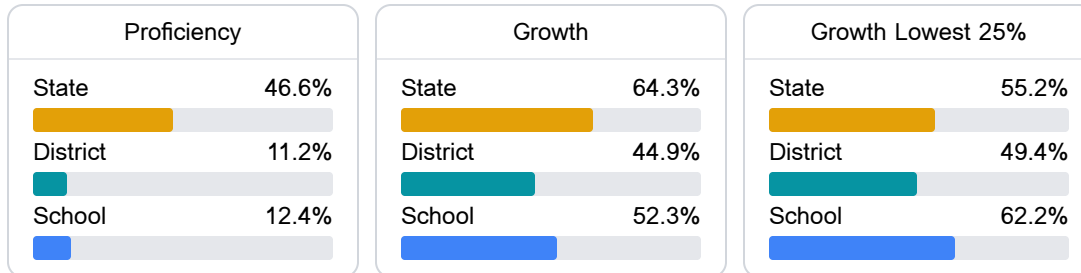 Proficiency
State 46.6%
District 11.2%
School 12.4%
Growth
State 64.3%
District 44.9%
School 52.3%
Growth Lowest 25%
State 55.2%
District 49.4%
School 62.2%